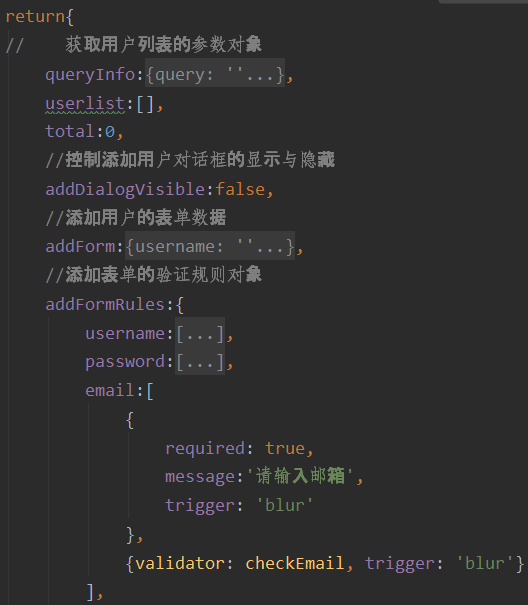 return{
//    获取用户列表的参数对象
queryInfo:{query: ''...},
userlist:[],
total:0,
//控制添加用户对话框的显示与隐藏
addDialogVisible:false,
//添加用户的表单数据
addForm:{username: ''...},
//添加表单的验证规则对象
addFormRules:{
username:[...],
password:[...],
email:[
{
required: true,
message:'请输入邮箱',
trigger: 'blur'
},
{validator: checkEmail, trigger: 'blur'}
],